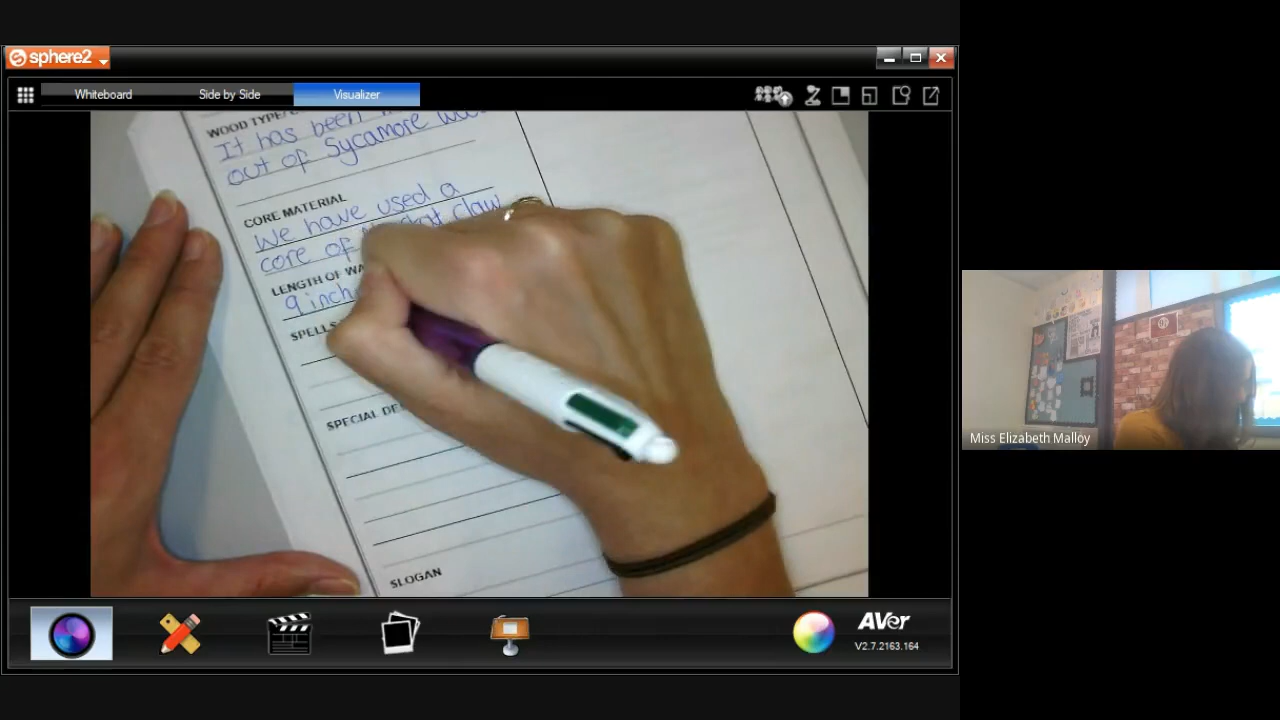 sphere2
Whiteboard
Side by Side
Visualizer
WOOD TYPE/
It has been
out of Sycamore
CORE MATERIAL
We have used a
core of claw
LENGTH OF WA
9 inch
SPELLS
SPECIAL DE
SLOGAN
AVer
V2.7.2163.164
Miss Elizabeth Malloy